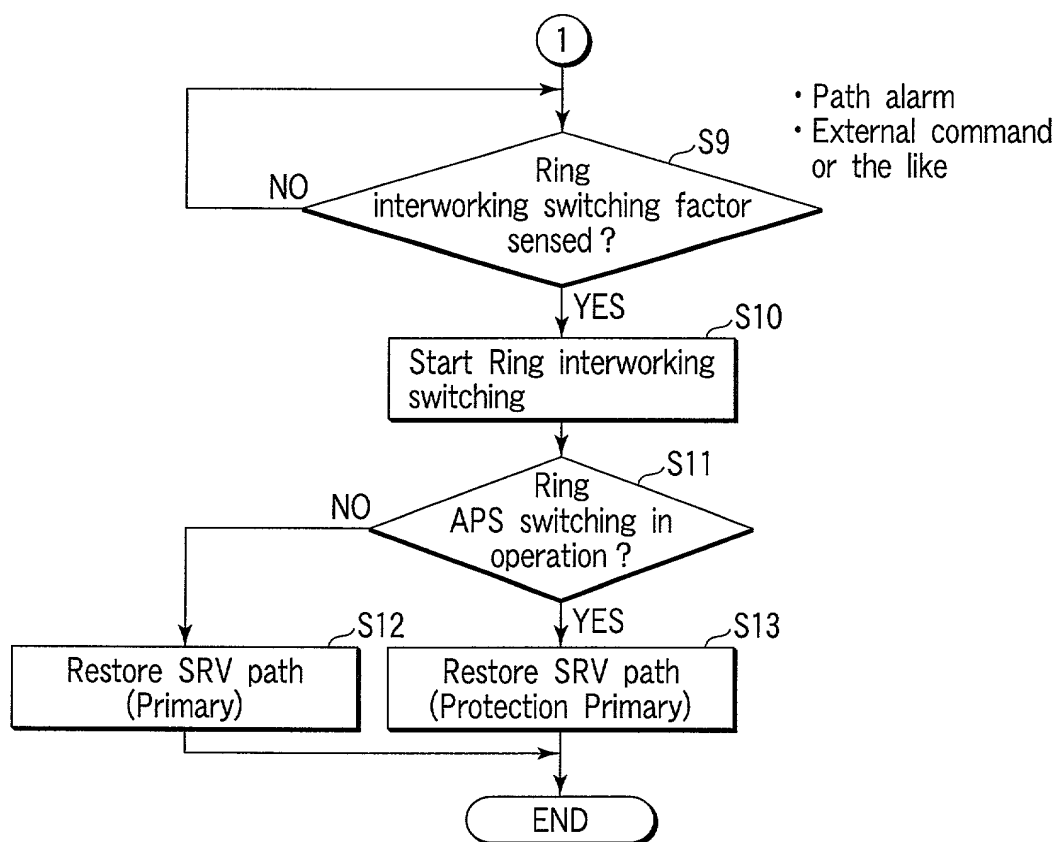 1
• Path alarm
• External command
or the like
S9
NO
Ring
interworking switching factor
sensed ?
YES
S10
Start Ring interworking
switching
S11
NO
Ring
APS switching in
operation ?
YES
S12
S13
Restore SRV path
(Primary)
Restore SRV path
(Protection Primary)
END